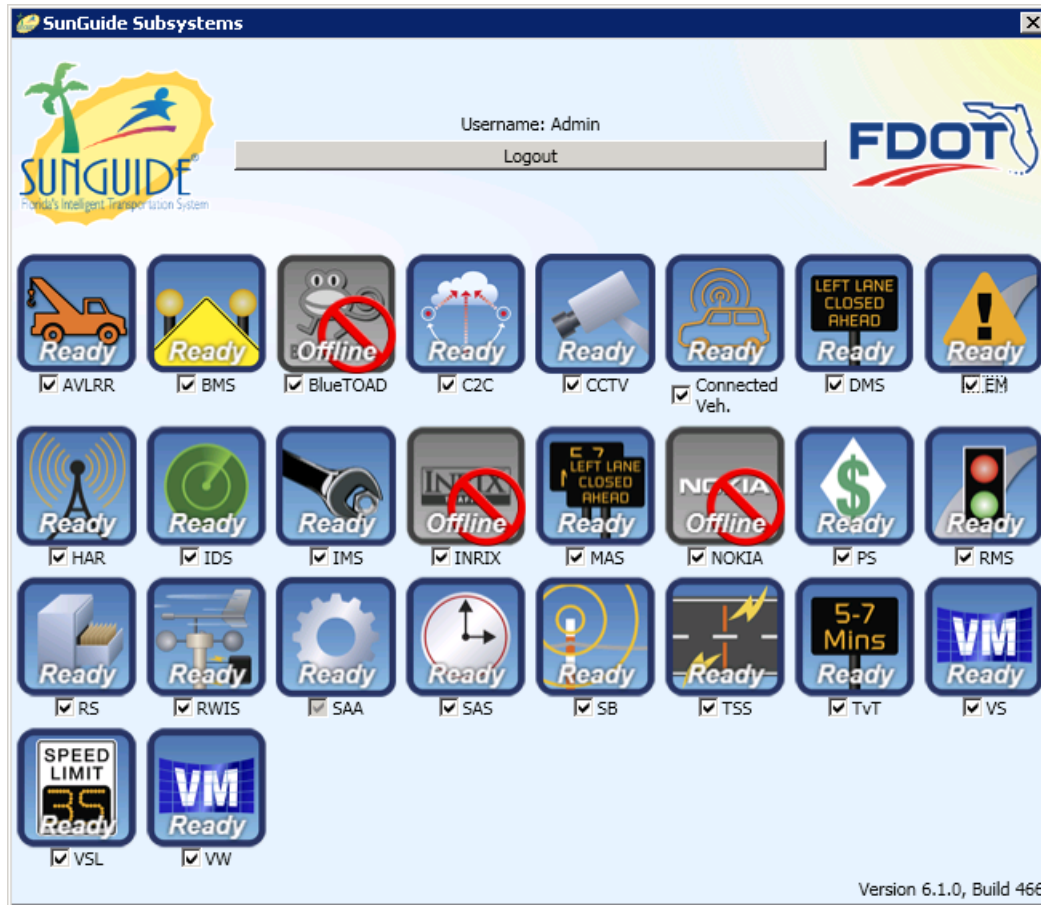 SunGuide Subsystems
Username: Admin
Logout
SUNGUIDE®
Florida's Intelligent Transportation System
FDOT
Ready
Ready
Offline
Ready
Ready
Ready
LEFT LANE
CLOSED
AHEAD
Ready
!
Ready
AVLRR
BMS
BlueTOAD
C2C
CCTV
Connected
Veh.
DMS
EM
Ready
Ready
Ready
INRIX
Offline
5 7
LEFT LANE
CLOSED
AHEAD
Ready
NOKIA
Offline
$
Ready
Ready
HAR
IDS
IMS
INRIX
MAS
NOKIA
PS
RMS
Ready
Ready
Ready
Ready
Ready
Ready
5-7
Mins
Ready
VM
Ready
RS
RWIS
SAA
SAS
SB
TSS
TvT
VS
SPEED
LIMIT
35
Ready
VM
Ready
VSL
VW
Version 6.1.0, Build 466